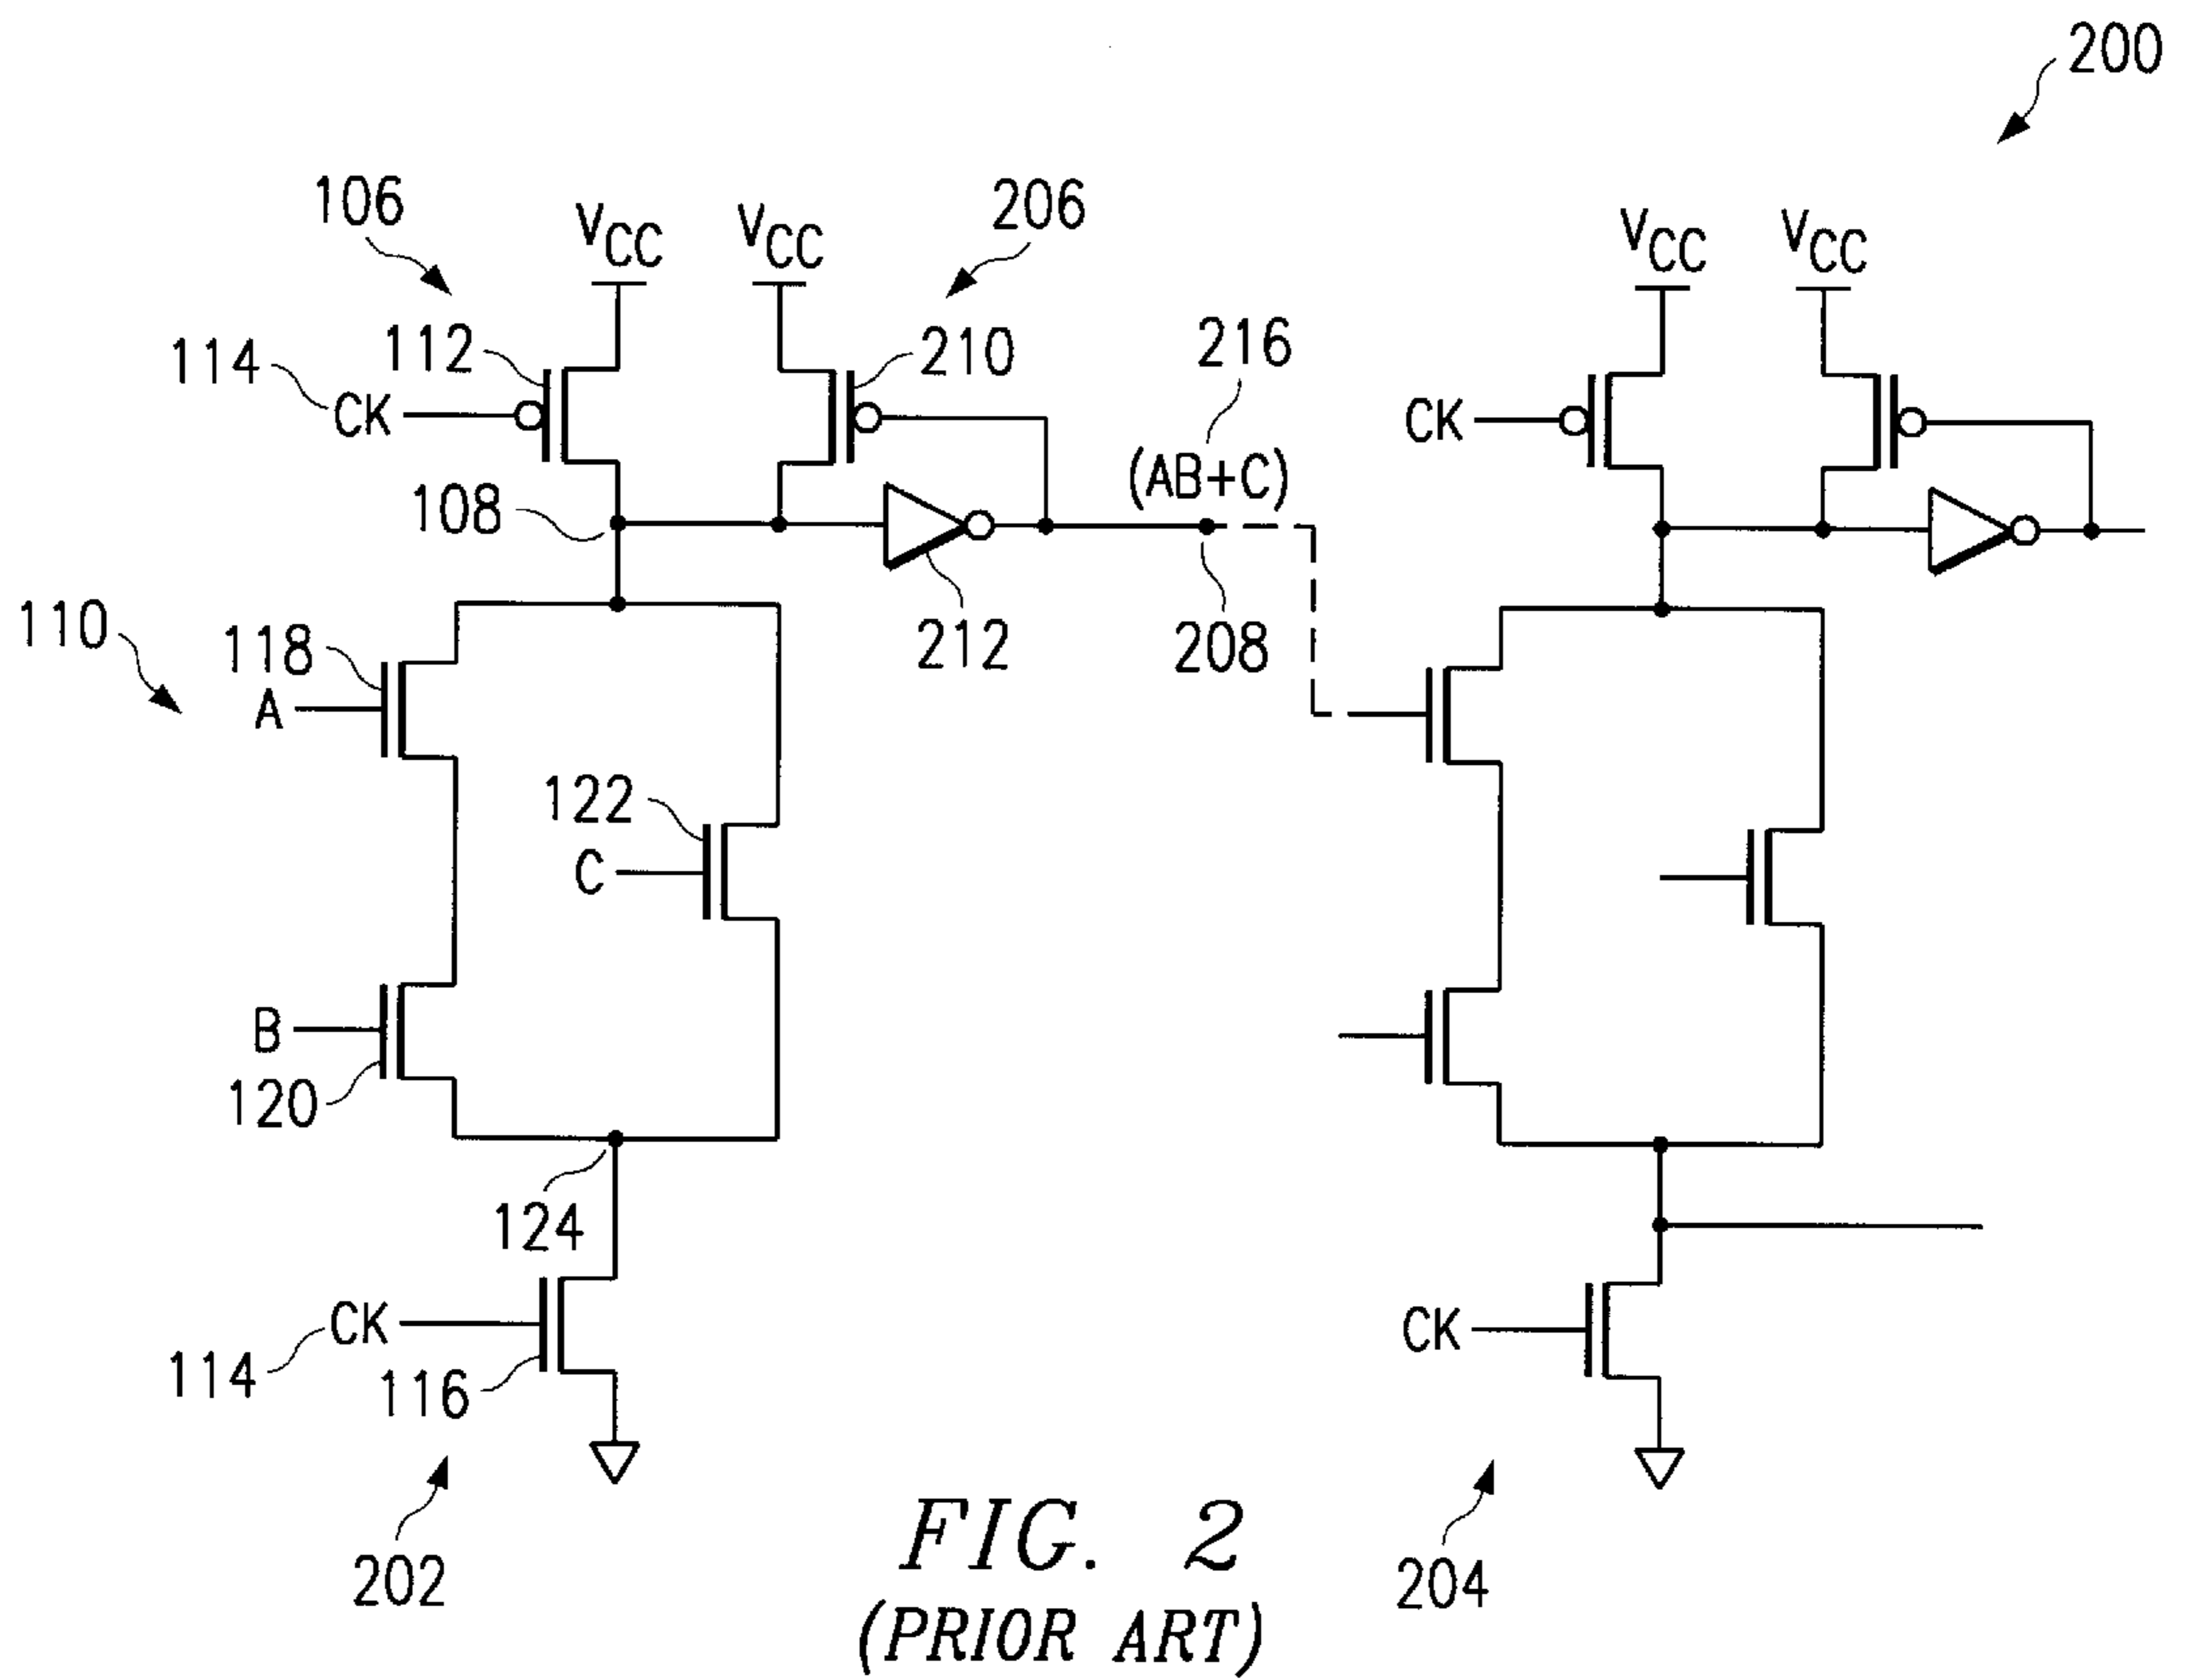 200
106
VCC
VCC
206
VCC
VCC
114
112
CK
210
216
CK
(AB+C)
108
110
118
A
212
208
122
C
B
120
124
CK
114
116
CK
202
204
FIG. 2
(PRIOR ART)